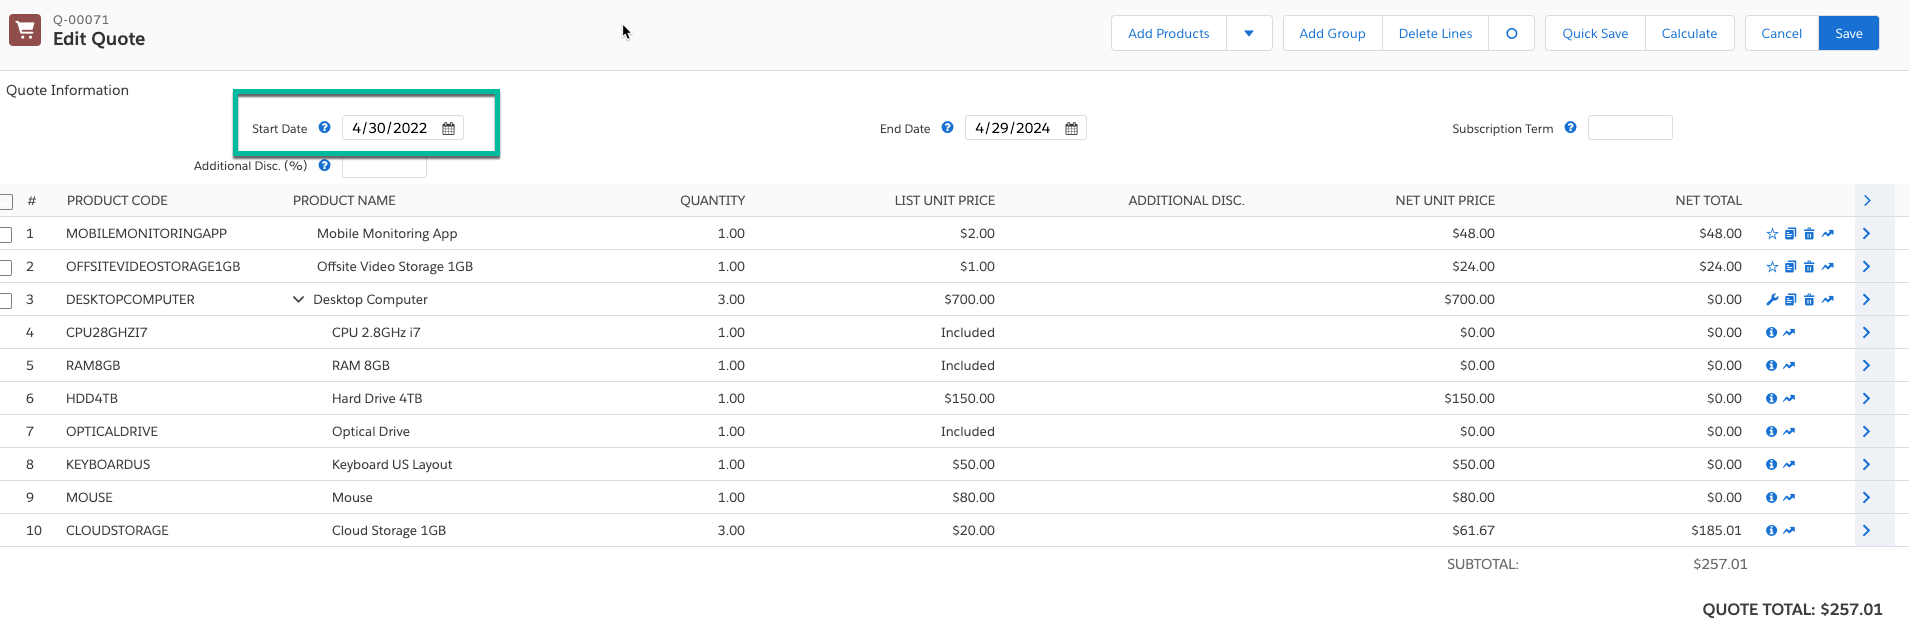 Q-00071
Edit Quote
Add Products
Add Group
Delete Lines
Quick Save
Calculate
Cancel
Save
Quote Information
Start Date 4/30/2022
End Date 4/29/2024
Subscription Term
Additional Disc. (%)
# PRODUCT CODE PRODUCT NAME QUANTITY LIST UNIT PRICE ADDITIONAL DISC. NET UNIT PRICE NET TOTAL
1 MOBILEMONITORINGAPP Mobile Monitoring App 1.00 $2.00 $48.00 $48.00
2 OFFSITEVIDEOSTORAGE1GB Offsite Video Storage 1GB 1.00 $1.00 $24.00 $24.00
3 DESKTOPCOMPUTER Desktop Computer 3.00 $700.00 $700.00 $0.00
4 CPU28GHZI7 CPU 2.8GHz i7 1.00 Included $0.00 $0.00
5 RAM8GB RAM 8GB 1.00 Included $0.00 $0.00
6 HDD4TB Hard Drive 4TB 1.00 $150.00 $150.00 $0.00
7 OPTICALDRIVE Optical Drive 1.00 Included $0.00 $0.00
8 KEYBOARDUS Keyboard US Layout 1.00 $50.00 $50.00 $0.00
9 MOUSE Mouse 1.00 $80.00 $80.00 $0.00
10 CLOUDSTORAGE Cloud Storage 1GB 3.00 $20.00 $61.67 $185.01
SUBTOTAL: $257.01
QUOTE TOTAL: $257.01